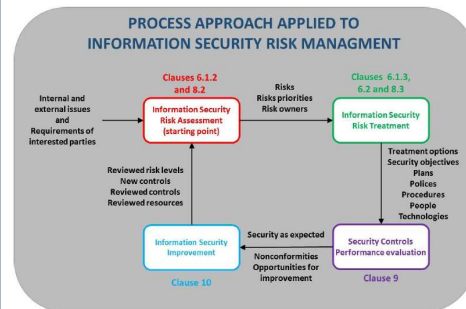 PROCESS APPROACH APPLIED TO
INFORMATION SECURITY RISK MANAGMENT
Clauses 6.1.2
and 8.2
Clauses 6.1.3,
6.2 and 8.3
Internal and
external issues
and
Requirements of
interested parties
Information Security
Risk Assessment
(starting point)
Risks
Risks priorities
Risk owners
Information Security
Risk Treatment
Treatment options
Security objectives
Plans
Polices
Procedures
People
Technologies
Reviewed risk levels
New controls
Reviewed controls
Reviewed resources
Information Security
Improvement
Security as expected
Nonconformities
Opportunities for
improvement
Security Controls
Performance evaluation
Clause 10
Clause 9